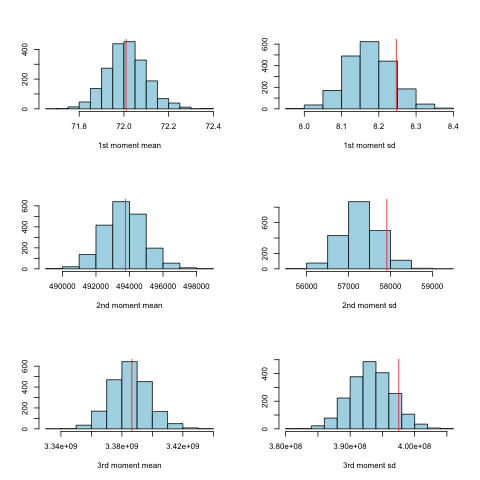 0 200 400
71.8 72.0 72.2 72.4
1st moment mean
0 200 400 600
8.0 8.1 8.2 8.3 8.4
1st moment sd
0 200 400 600
490000 492000 494000 496000 498000
2nd moment mean
0 200 400 600
56000 57000 58000 59000
2nd moment sd
0 200 400 600
3.34e+09 3.38e+09 3.42e+09
3rd moment mean
0 200 400
3.80e+08 3.90e+08 4.00e+08
3rd moment sd